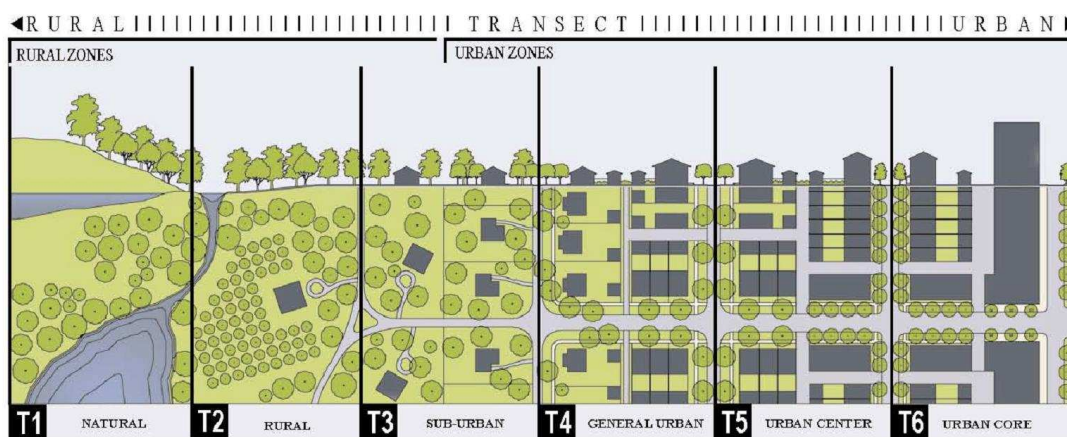 RURAL TRANSECT URBAN
RURAL ZONES URBAN ZONES
T1 NATURAL T2 RURAL T3 SUB-URBAN T4 GENERAL URBAN T5 URBAN CENTER T6 URBAN CORE